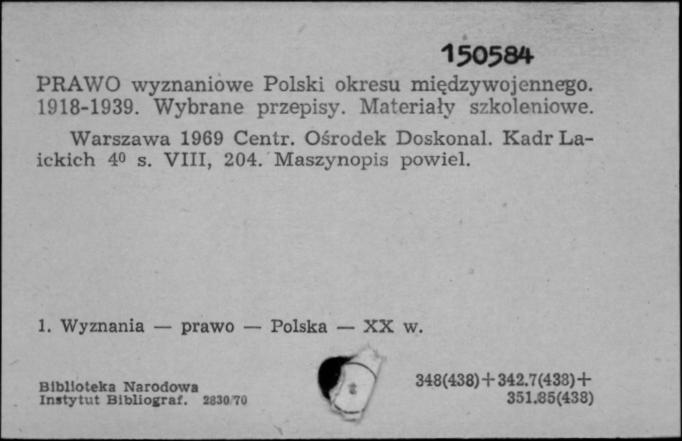 150584
PRAWO wyznaniowe Polski okresu międzywojennego.
1918-1939. Wybrane przepisy. Materiały szkoleniowe.
Warszawa 1969 Centr. Ośrodek Doskonal. Kadr La-
ickich 4⁰ s. VIII, 204. Maszynopis powiel.
1. Wyznania — prawo — Polska — XX w.
Biblioteka Narodowa
Instytut Bibliograf. 2830/70
348(438)+342.7(438)+
351.85(438)